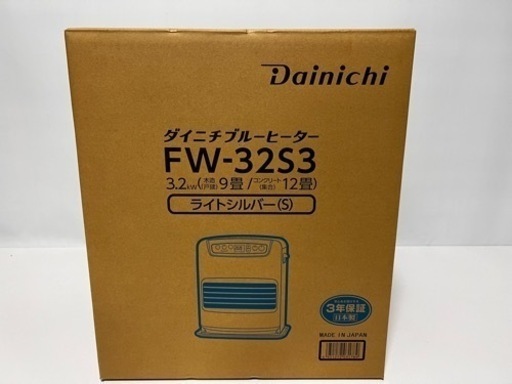 Dainichi
ダイニチブルーヒーター
FW-32S3
3.2kW(木造(戸建)9畳/コンクリート(集合)12畳)
ライトシルバー(S)
3年保証
日本製
MADE IN JAPAN